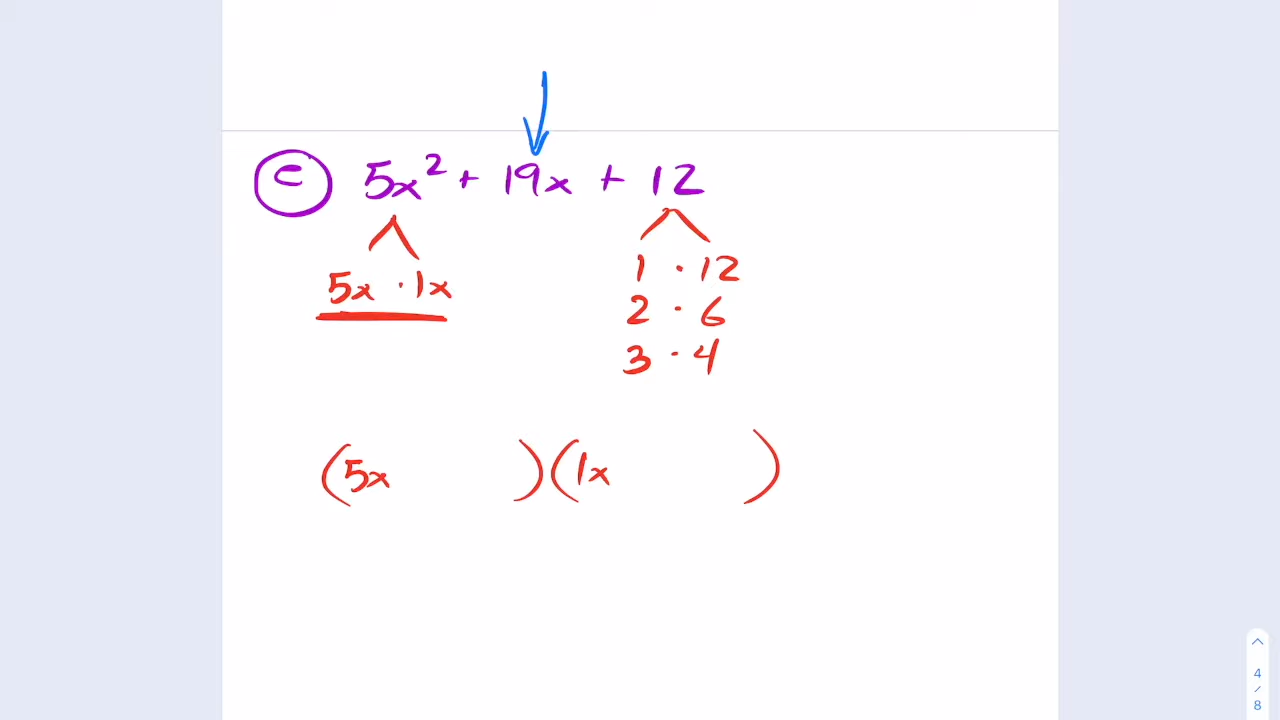 C 5x² + 19x + 12
5x · 1x
1 · 12
2 · 6
3 · 4
(5x )(1x )
4
/
8